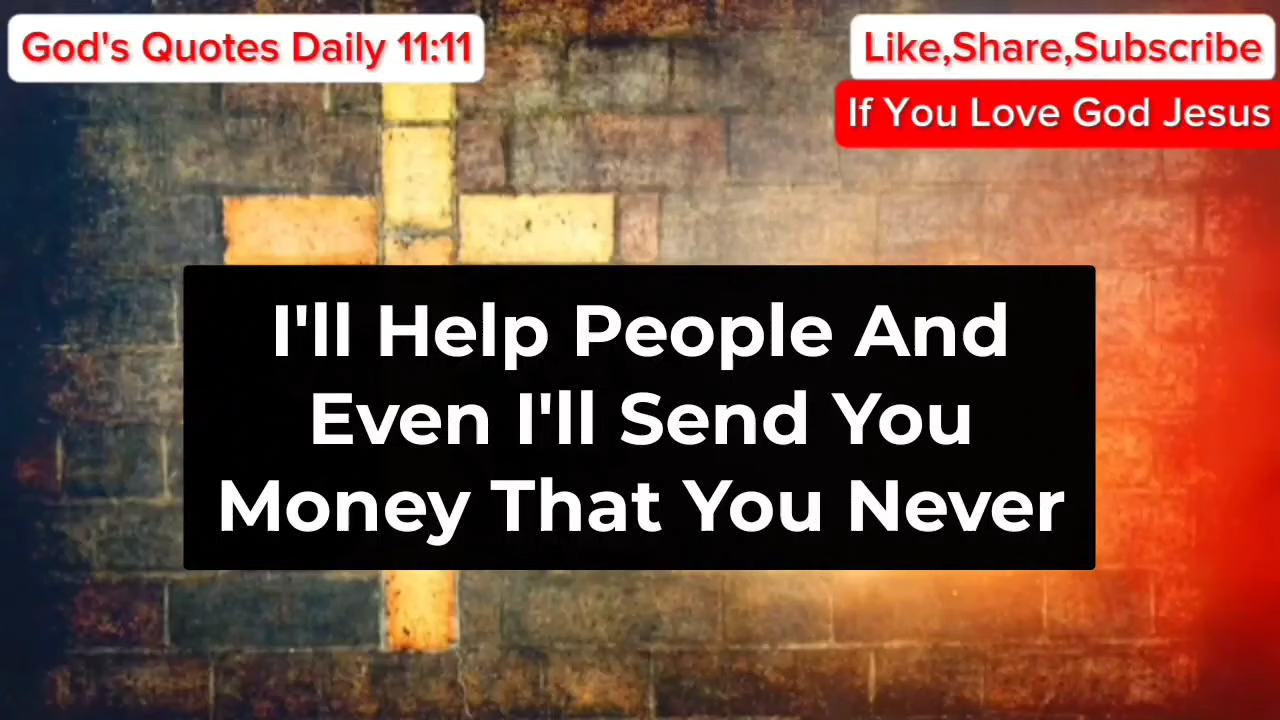 God's Quotes Daily 11:11
Like,Share,Subscribe
If You Love God Jesus
I'll Help People And
Even I'll Send You
Money That You Never